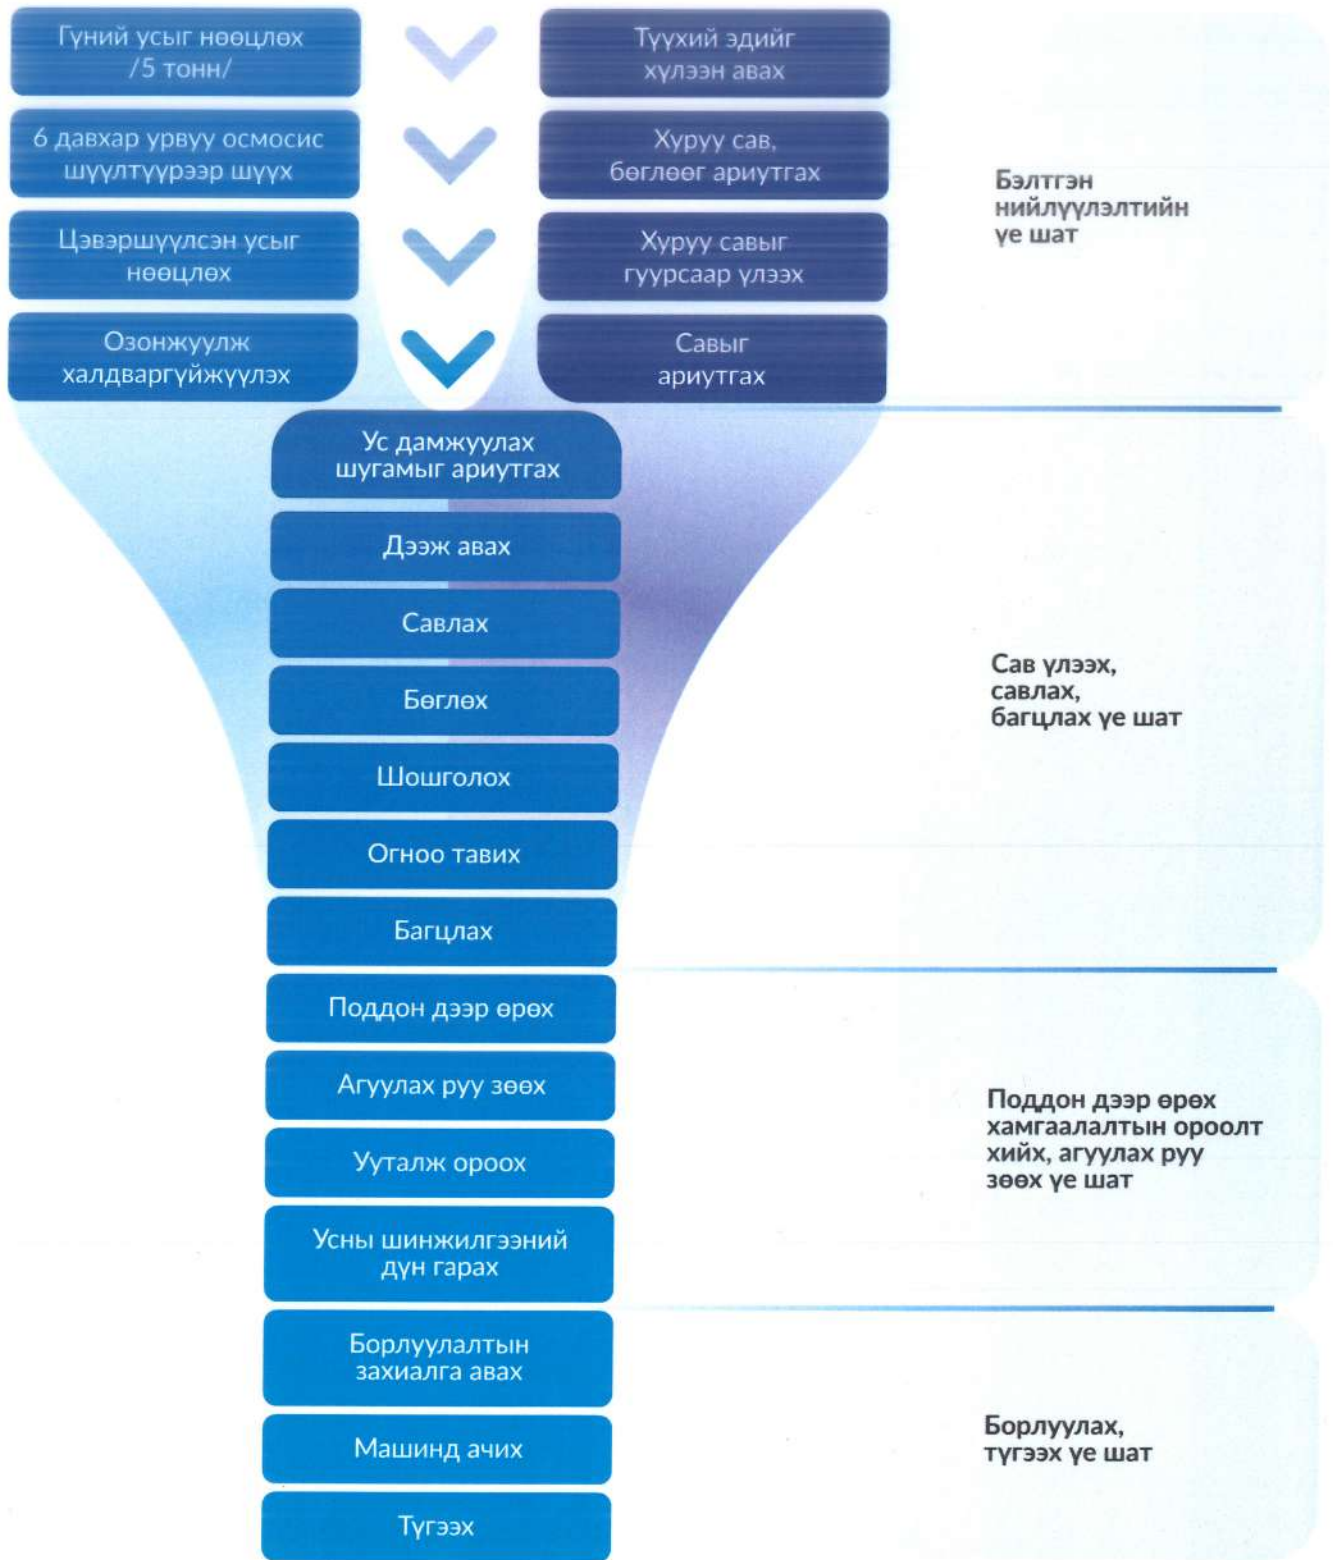 Гүний усыг нөөцлөх
/5 тонн/
Түүхий эдийг
хүлээн авах
6 давхар урвуу осмосис
шүүлтүүрээр шүүх
Хуруу сав,
бөглөөг ариутгах
Цэвэршүүлсэн усыг
нөөцлөх
Хуруу савыг
гуурсаар үлээх
Озонжуулж
халдваргүйжүүлэх
Савыг
ариутгах
Бэлтгэн
нийлүүлэлтийн
үе шат
Ус дамжуулах
шугамыг ариутгах
Дээж авах
Савлах
Бөглөх
Шошголох
Огноо тавих
Багцлах
Сав үлээх,
савлах,
багцлах үе шат
Поддон дээр өрөх
Агуулах руу зөөх
Ууталж ороох
Усны шинжилгээний
дүн гарах
Поддон дээр өрөх
хамгаалалтын ороолт
хийх, агуулах руу
зөөх үе шат
Борлуулалтын
захиалга авах
Машинд ачих
Түгээх
Борлуулах,
түгээх үе шат